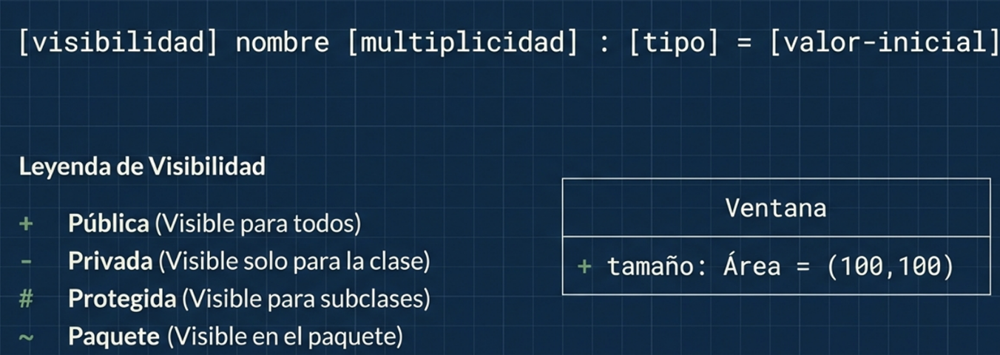 [visibilidad] nombre [multiplicidad] : [tipo] = [valor-inicial]
Leyenda de Visibilidad
+ Pública (Visible para todos)
- Privada (Visible solo para la clase)
# Protegida (Visible para subclases)
~ Paquete (Visible en el paquete)
Ventana
+ tamaño: Área = (100,100)